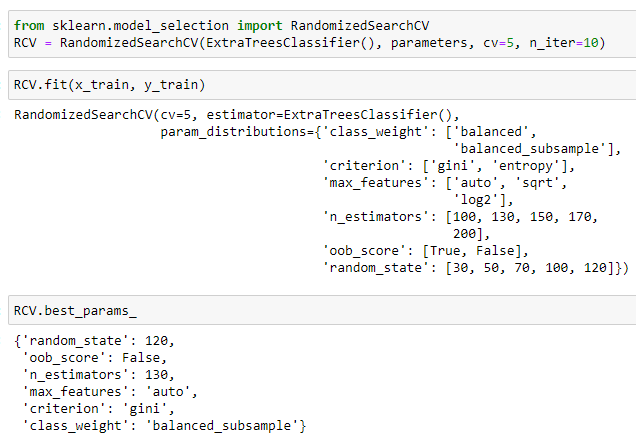 from sklearn.model_selection import RandomizedSearchCV
RCV = RandomizedSearchCV(ExtraTreesClassifier(), parameters, cv=5, n_iter=10)
RCV.fit(x_train, y_train)
RandomizedSearchCV(cv=5, estimator=ExtraTreesClassifier(),
                   param_distributions={'class_weight': ['balanced',
                                                         'balanced_subsample'],
                                        'criterion': ['gini', 'entropy'],
                                        'max_features': ['auto', 'sqrt',
                                                         'log2'],
                                        'n_estimators': [100, 130, 150, 170,
                                                         200],
                                        'oob_score': [True, False],
                                        'random_state': [30, 50, 70, 100, 120]})
RCV.best_params_
{'random_state': 120,
 'oob_score': False,
 'n_estimators': 130,
 'max_features': 'auto',
 'criterion': 'gini',
 'class_weight': 'balanced_subsample'}